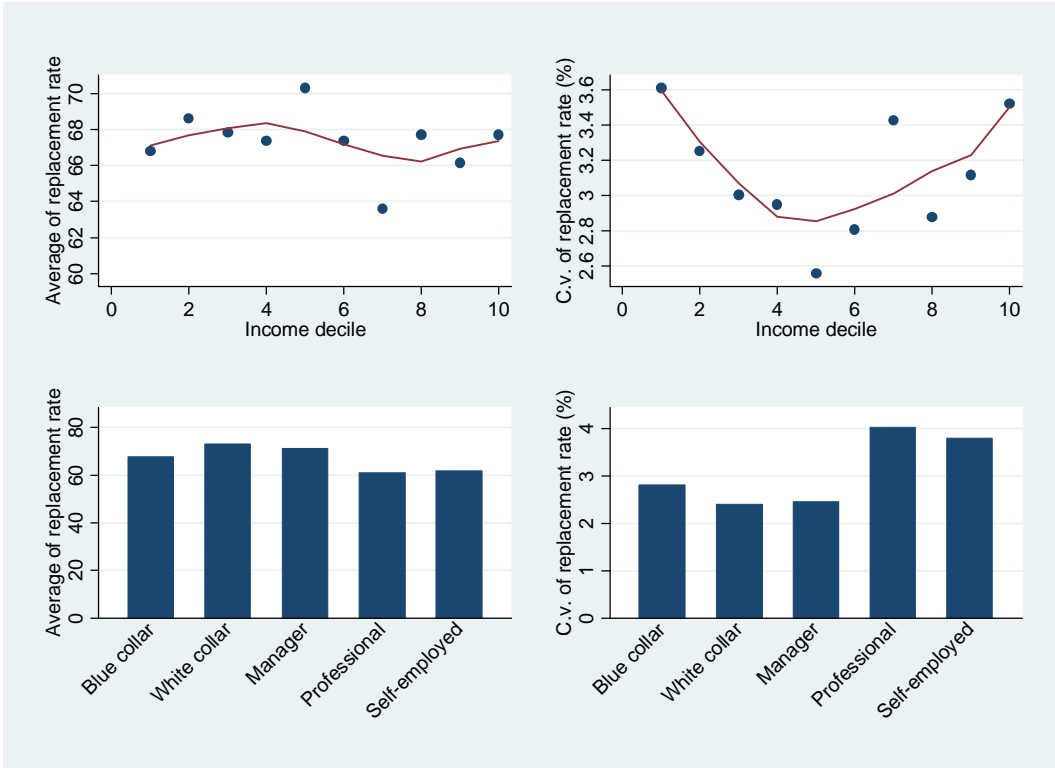 Average of replacement rate
70
68
66
64
62
60
0 2 4 6 8 10
Income decile
C.v. of replacement rate (%)
3.6
3.4
3.2
3
2.8
2.6
0 2 4 6 8 10
Income decile
Average of replacement rate
80
60
40
20
0
Blue collar
White collar
Manager
Professional
Self-employed
C.v. of replacement rate (%)
4
3
2
1
0
Blue collar
White collar
Manager
Professional
Self-employed